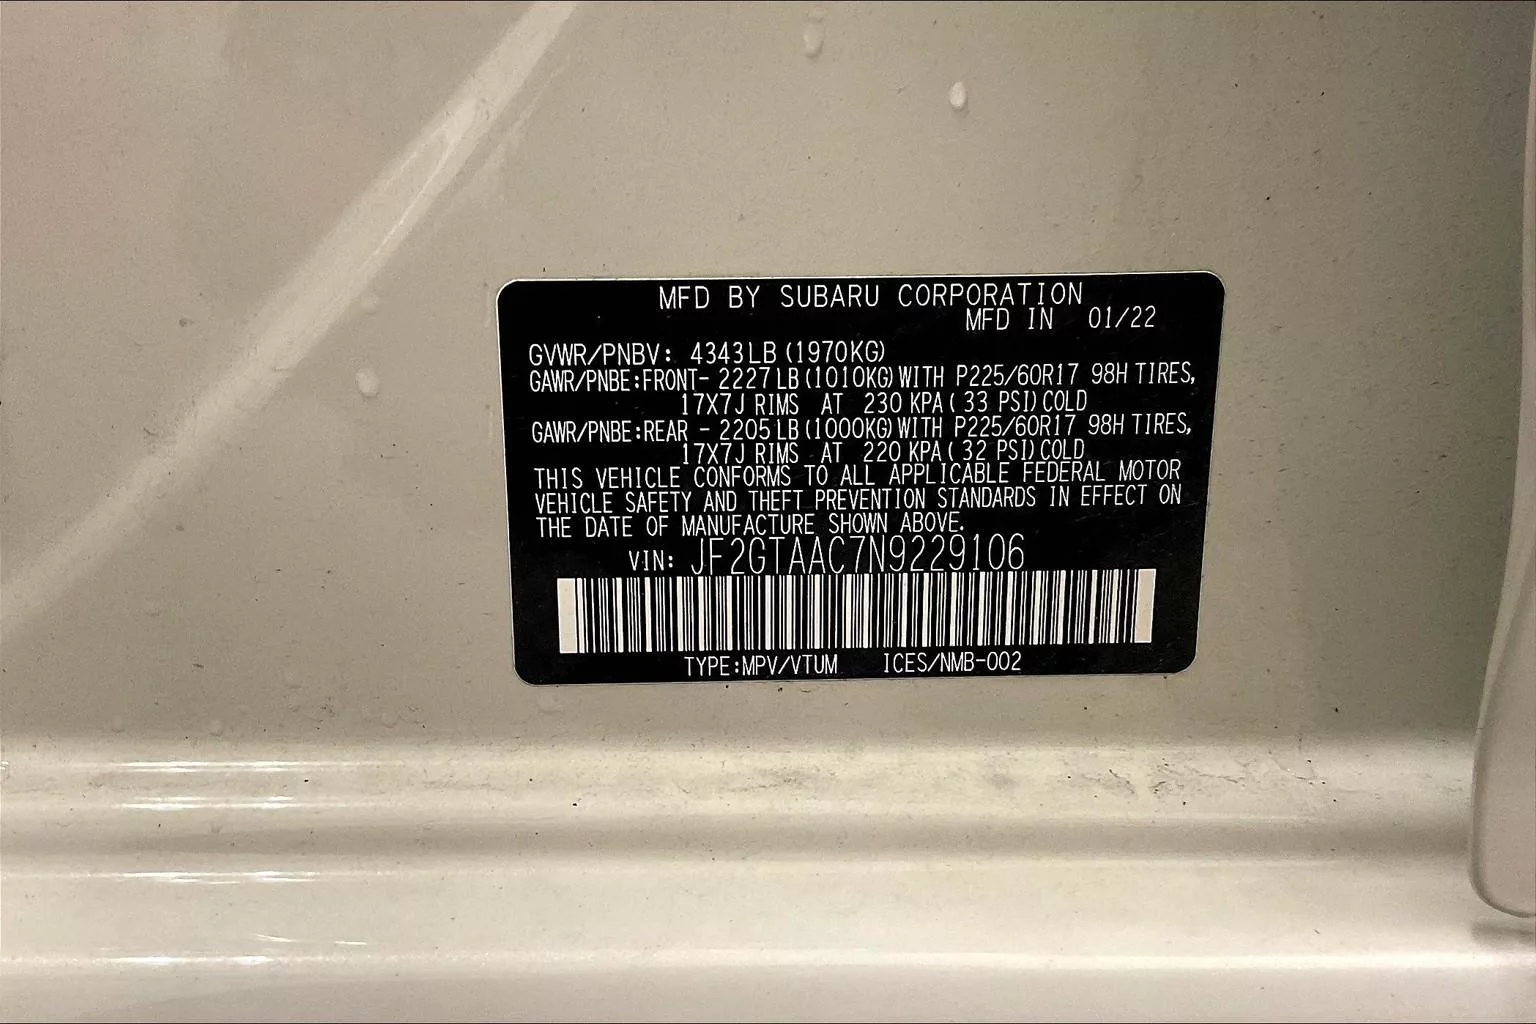 MFD BY SUBARU CORPORATION
MFD IN 01/22
GVWR/PNBV: 4343LB (1970KG)
GAWR/PNBE:FRONT- 2227LB (1010KG)WITH P225/60R17 98H TIRES,
17X7J RIMS AT 230 KPA( 33 PSI)COLD
GAWR/PNBE:REAR - 2205LB (1000KG)WITH P225/60R17 98H TIRES,
17X7J RIMS AT 220 KPA( 32 PSI)COLD
THIS VEHICLE CONFORMS TO ALL APPLICABLE FEDERAL MOTOR
VEHICLE SAFETY AND THEFT PREVENTION STANDARDS IN EFFECT ON
THE DATE OF MANUFACTURE SHOWN ABOVE.
VIN: JF2GTAAC7N9229106
TYPE:MPV/VTUM ICES/NMB-002